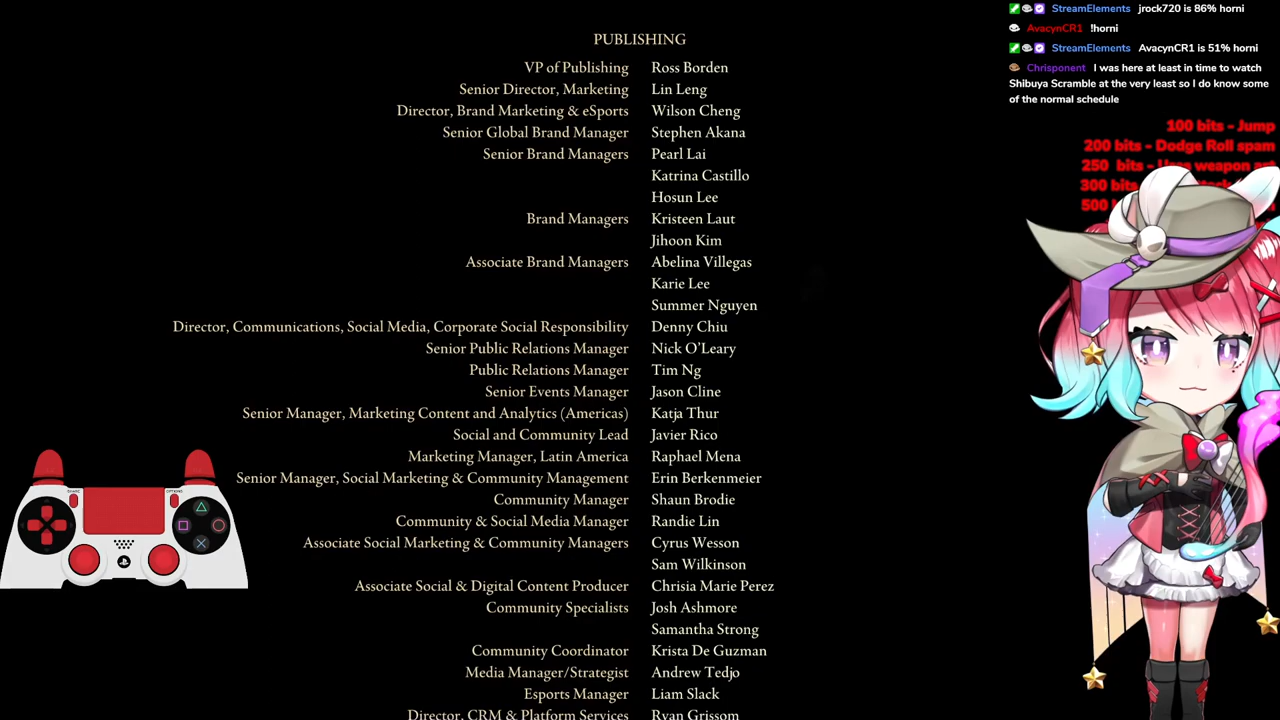 PUBLISHING
VP of Publishing Ross Borden
Senior Director, Marketing Lin Leng
Director, Brand Marketing & eSports Wilson Cheng
Senior Global Brand Manager Stephen Akana
Senior Brand Managers Pearl Lai
Katrina Castillo
Hosun Lee
Brand Managers Kristeen Laut
Jihoon Kim
Associate Brand Managers Abelina Villegas
Karie Lee
Summer Nguyen
Director, Communications, Social Media, Corporate Social Responsibility Denny Chiu
Senior Public Relations Manager Nick O'Leary
Public Relations Manager Tim Ng
Senior Events Manager Jason Cline
Senior Manager, Marketing Content and Analytics (Americas) Katja Thur
Social and Community Lead Javier Rico
Marketing Manager, Latin America Raphael Mena
Senior Manager, Social Marketing & Community Management Erin Berkenmeier
Community Manager Shaun Brodie
Community & Social Media Manager Randie Lin
Associate Social Marketing & Community Managers Cyrus Wesson
Sam Wilkinson
Associate Social & Digital Content Producer Chrisia Marie Perez
Community Specialists Josh Ashmore
Samantha Strong
Community Coordinator Krista De Guzman
Media Manager/Strategist Andrew Tedjo
Esports Manager Liam Slack
Director, CRM & Platform Services Ryan Grissom
StreamElements jrock720 is 86% horni
AvacynCR1 !horni
StreamElements AvacynCR1 is 51% horni
Chrisponent I was here at least in time to watch
Shibuya Scramble at the very least so I do know some
of the normal schedule
100 bits - Jump
200 bits - Dodge Roll spam
250 bits - weapon art
300 bits
500
SHARE
OPTIONS